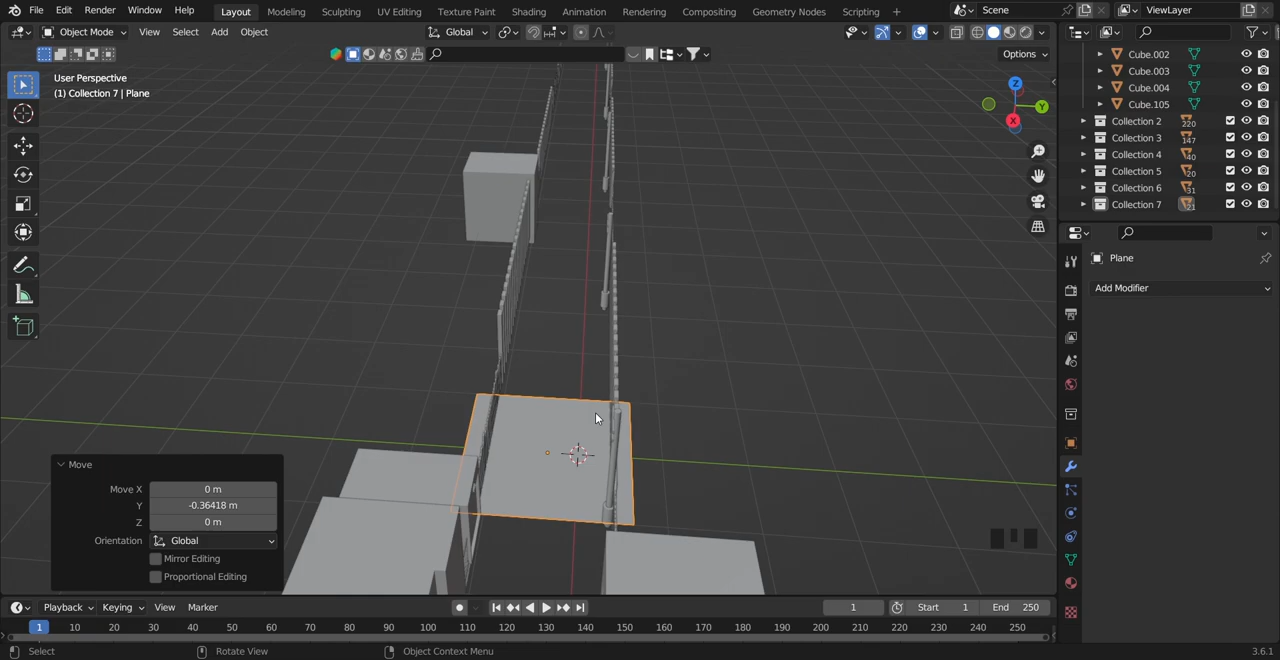 File Edit Render Window Help Layout Modeling Sculpting UV Editing Texture Paint Shading Animation Rendering Compositing Geometry Nodes Scripting + Scene ViewLayer
Object Mode View Select Add Object Global
Options
User Perspective
(1) Collection 7 | Plane
Z
Y
X
Cube.002
Cube.003
Cube.004
Cube.105
Collection 2 220
Collection 3 147
Collection 4 40
Collection 5 20
Collection 6 31
Collection 7 21
Plane
Add Modifier
Move
Move X 0 m
Y -0.36418 m
Z 0 m
Orientation Global
Mirror Editing
Proportional Editing
Playback Keying View Marker 1 Start 1 End 250
1 10 20 30 40 50 60 70 80 90 100 110 120 130 140 150 160 170 180 190 200 210 220 230 240 250
Select Rotate View Object Context Menu 3.6.1